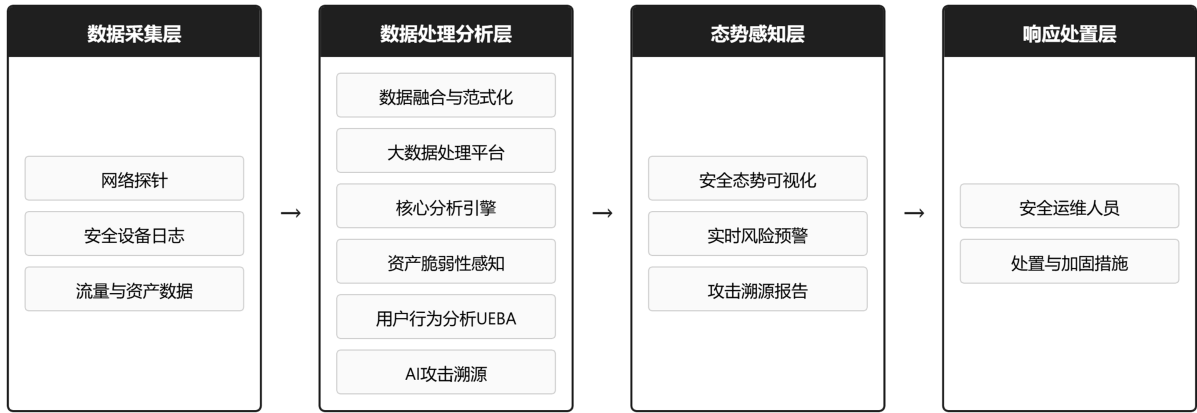 数据采集层
网络探针
安全设备日志
流量与资产数据
→
数据处理分析层
数据融合与范式化
大数据处理平台
核心分析引擎
资产脆弱性感知
用户行为分析UEBA
AI攻击溯源
→
态势感知层
安全态势可视化
实时风险预警
攻击溯源报告
→
响应处置层
安全运维人员
处置与加固措施